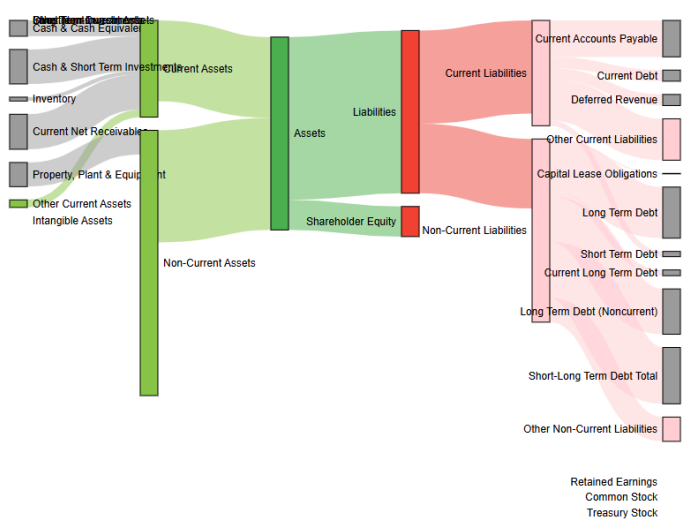 Cash & Cash Equivalen
Current Accounts Payable
Cash & Short Term Investments
Current Assets
Current Liabilities
Current Debt
Inventory
Deferred Revenue
Liabilities
Current Net Receivables
Assets
Other Current Liabilities
Property, Plant & Equipment
Capital Lease Obligations
Other Current Assets
Long Term Debt
Intangible Assets
Shareholder Equity
Non-Current Liabilities
Short Term Debt
Non-Current Assets
Current Long Term Debt
Long Term Debt (Noncurrent)
Short-Long Term Debt Total
Other Non-Current Liabilities
Retained Earnings
Common Stock
Treasury Stock